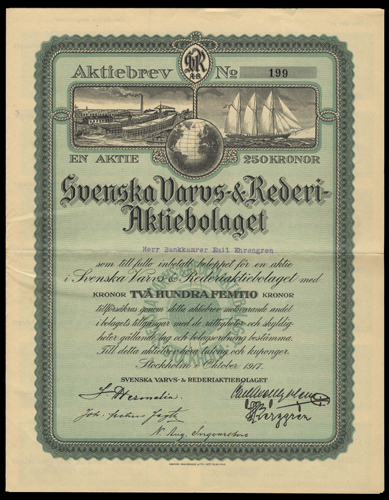 Aktiebrev No 199
EN AKTIE 250 KRONOR
Svenska Varvs-&Rederi-
Aktiebolaget
Herr Bankkamrer Emil Ehrengren
som till fullo inbetalt beloppet för en aktie
i Svenska Varvs- & Rederiaktiebolaget med
KRONOR TVÅ HUNDRA FEMTIO KRONOR
tillförsäkras genom detta aktiebrev motsvarande andel
i bolagets tillgångar med de rättigheter och skyldig-
heter gällande lag och bolagsordning bestämma.
Till detta aktiebrev höra talong och kuponger.
Stockholm i Oktober 1917.
SVENSKA VARVS- & REDERIAKTIEBOLAGET